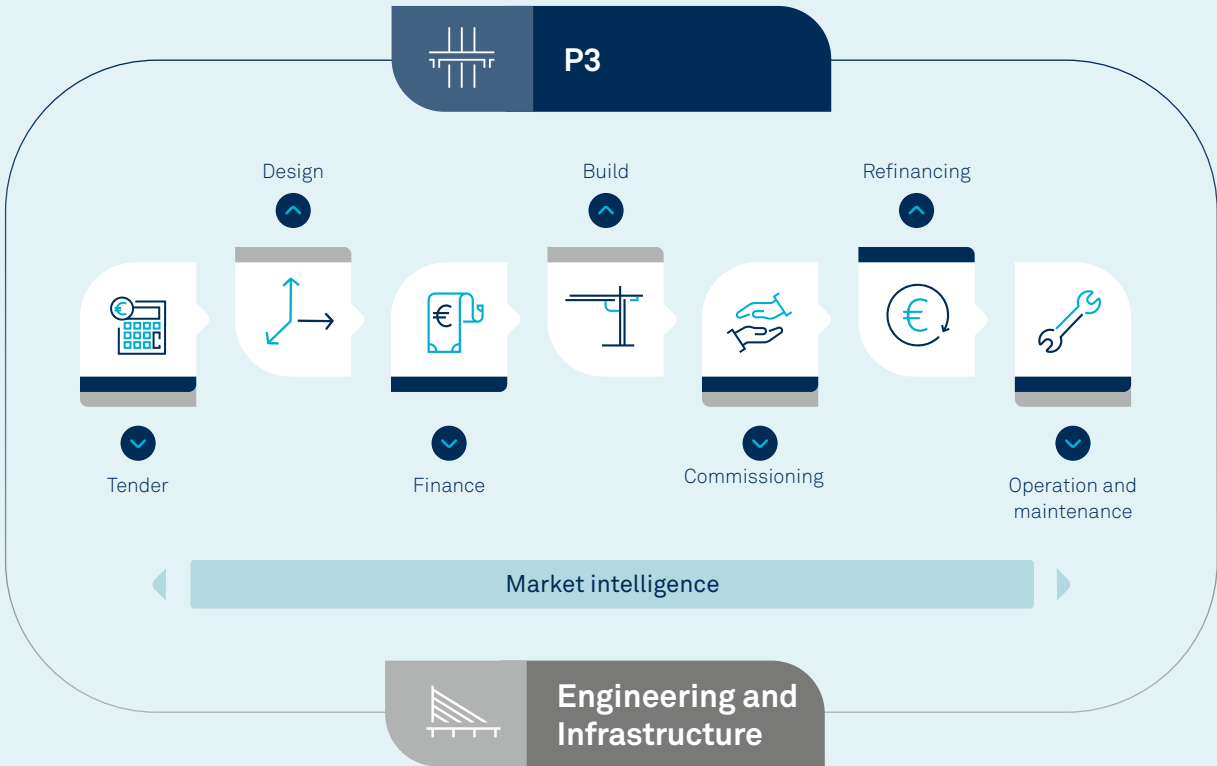 P3
Design
Build
Refinancing
€
€
€
Tender
Finance
Commissioning
Operation and
maintenance
Market intelligence
Engineering and
Infrastructure